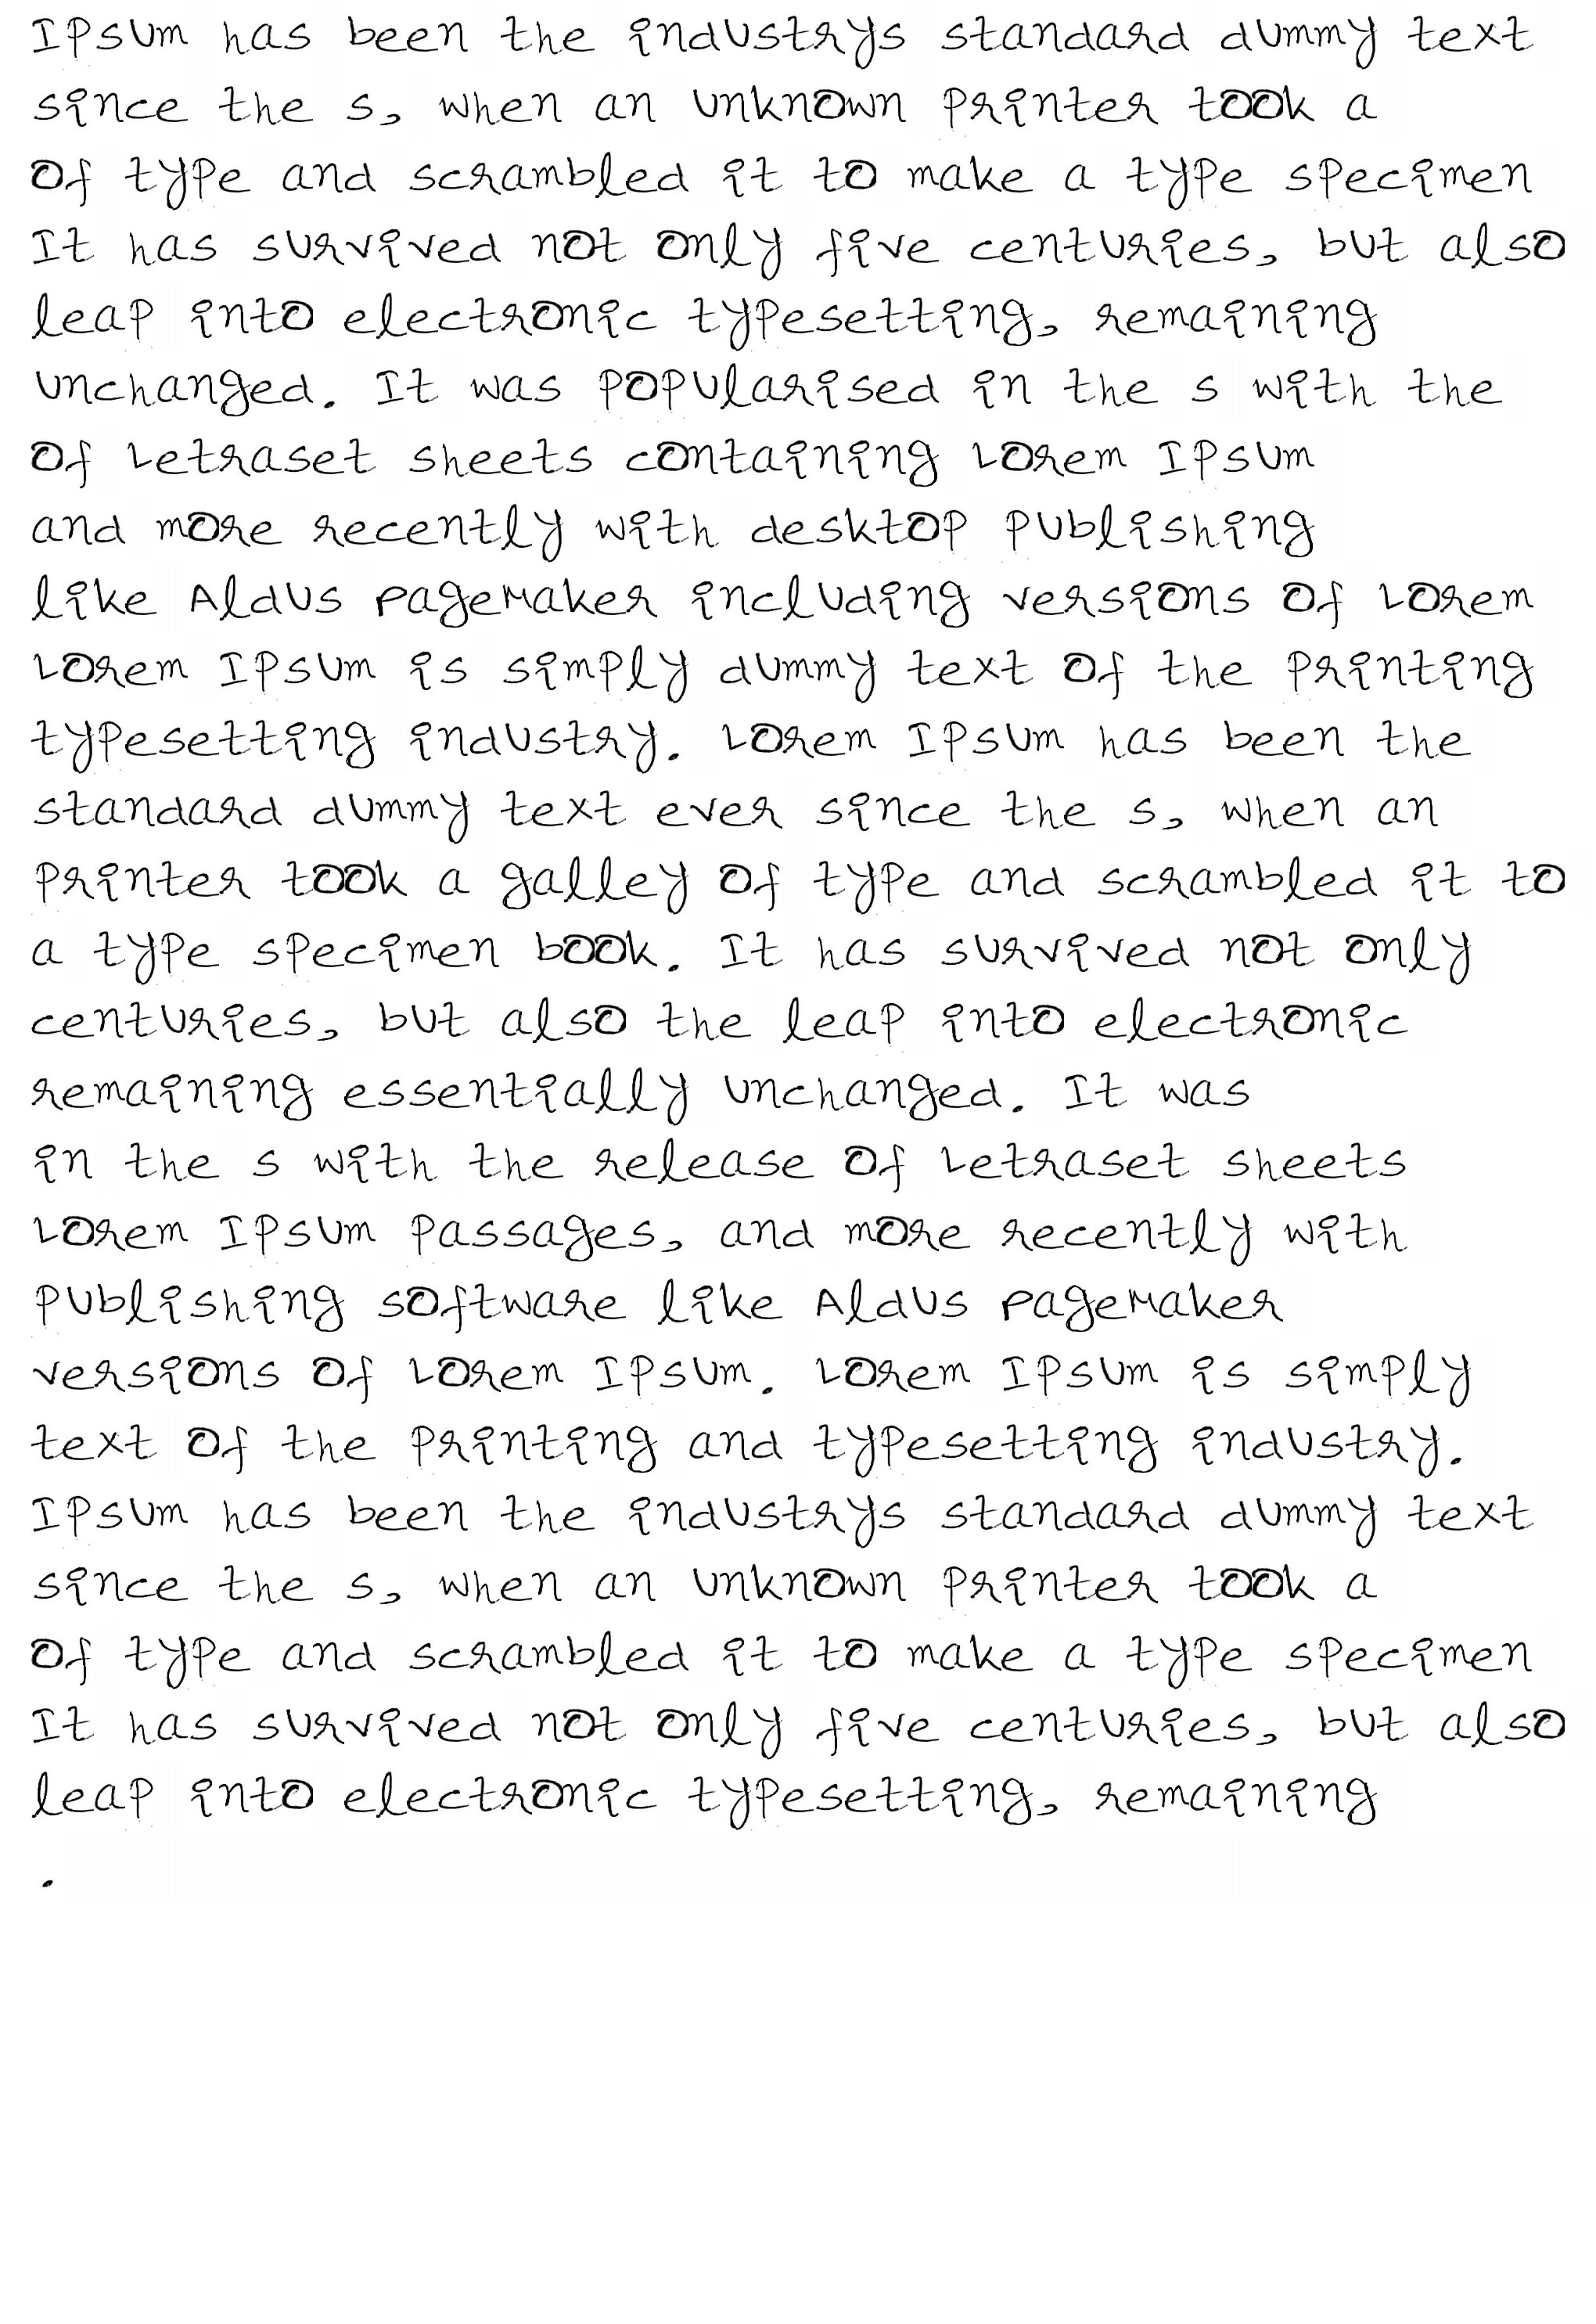 Ipsum has been the industrys standard dummy text
since the s, when an unknown printer took a
of type and scrambled it to make a type specimen
It has survived not only five centuries, but also
leap into electronic typesetting, remaining
unchanged. It was popularised in the s with the
of Letraset sheets containing Lorem Ipsum
and more recently with desktop publishing
like Aldus PageMaker including versions of Lorem
Lorem Ipsum is simply dummy text of the printing
typesetting industry. Lorem Ipsum has been the
standard dummy text ever since the s, when an
printer took a galley of type and scrambled it to
a type specimen book. It has survived not only
centuries, but also the leap into electronic
remaining essentially unchanged. It was
in the s with the release of Letraset sheets
Lorem Ipsum passages, and more recently with
publishing software like Aldus PageMaker
versions of Lorem Ipsum. Lorem Ipsum is simply
text of the printing and typesetting industry.
Ipsum has been the industrys standard dummy text
since the s, when an unknown printer took a
of type and scrambled it to make a type specimen
It has survived not only five centuries, but also
leap into electronic typesetting, remaining
.